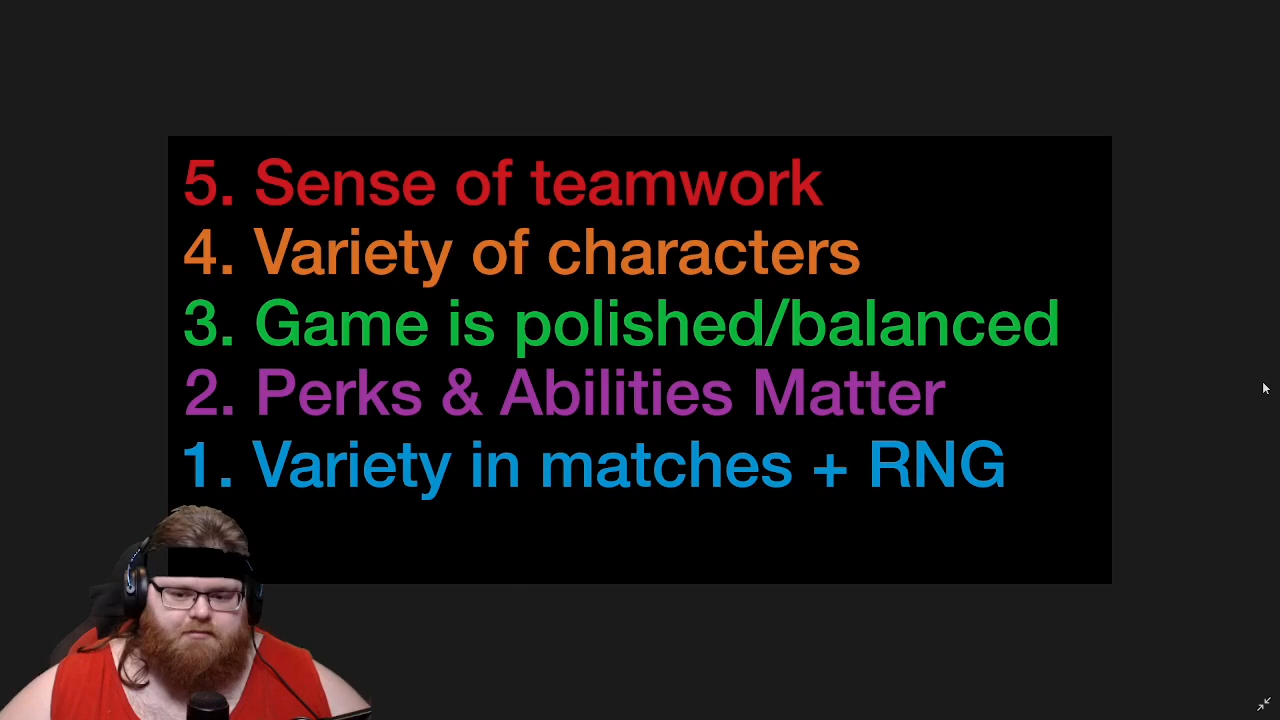 5. Sense of teamwork
4. Variety of characters
3. Game is polished/balanced
2. Perks & Abilities Matter
1. Variety in matches + RNG